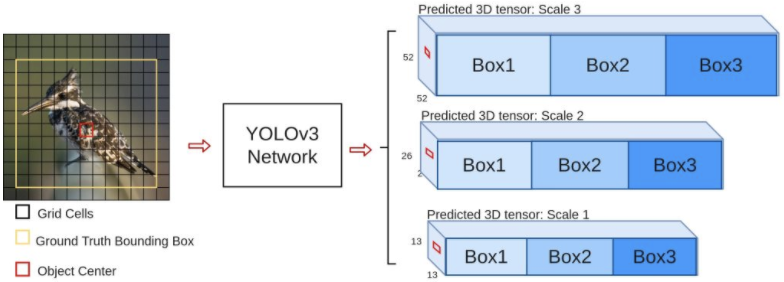 Predicted 3D tensor: Scale 3
52
Box1 Box2 Box3
52
Predicted 3D tensor: Scale 2
YOLOv3
Network
26
Box1 Box2 Box3
2
Predicted 3D tensor: Scale 1
13
Box1 Box2 Box3
13
Grid Cells
Ground Truth Bounding Box
Object Center